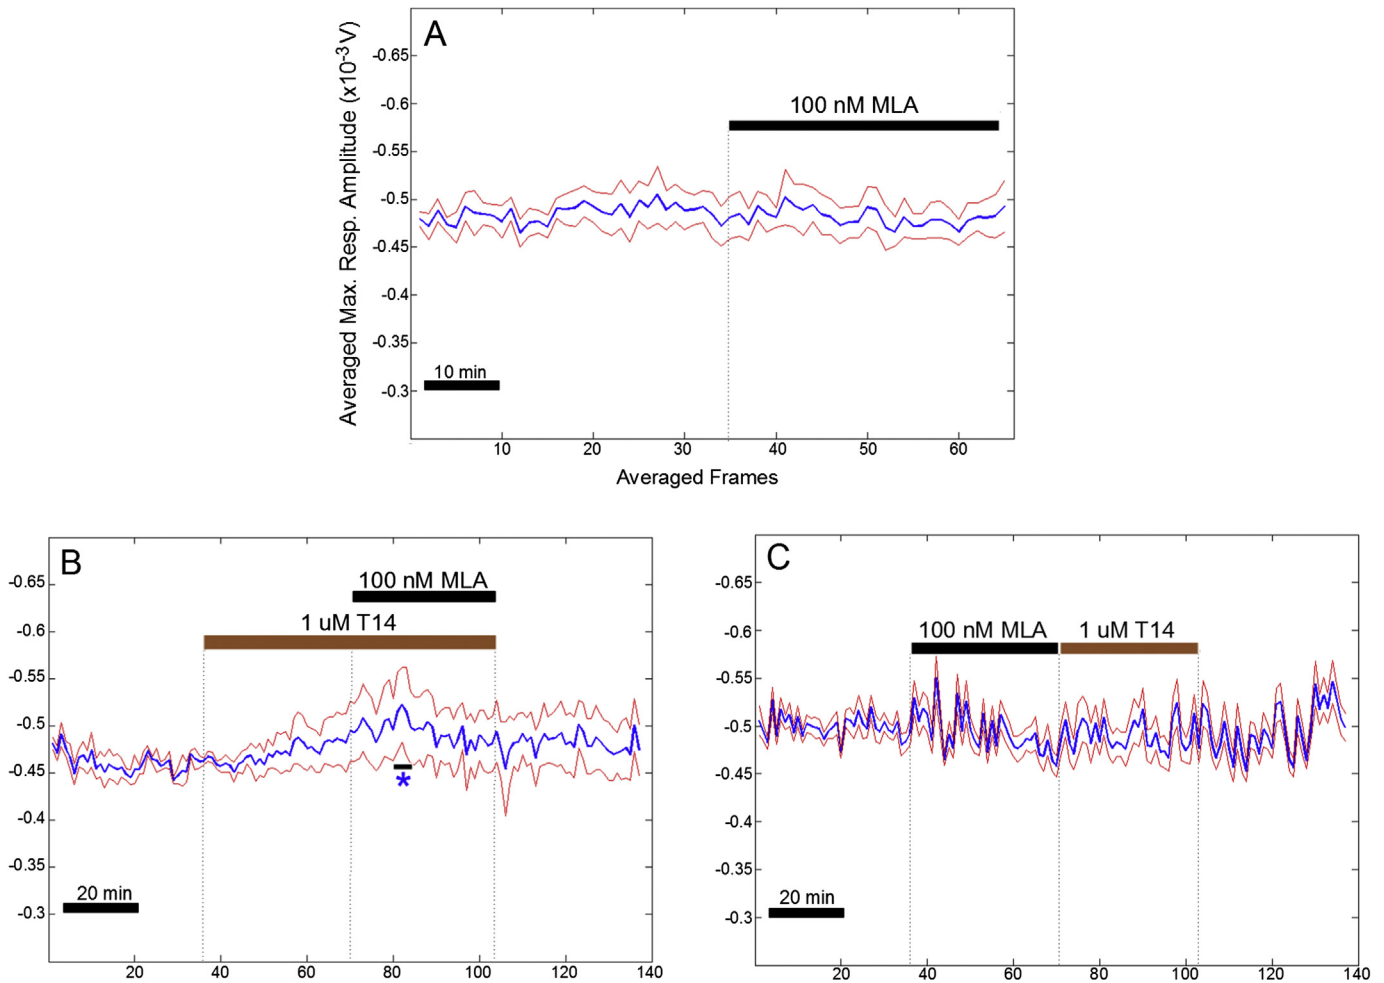 A
Averaged Max. Resp. Amplitude (x10⁻³V)
-0.65
-0.6
-0.55
-0.5
-0.45
-0.4
-0.35
-0.3
100 nM MLA
10 min
10 20 30 40 50 60
Averaged Frames
B
-0.65
-0.6
-0.55
-0.5
-0.45
-0.4
-0.35
-0.3
100 nM MLA
1 uM T14
*
20 min
20 40 60 80 100 120 140
C
-0.65
-0.6
-0.55
-0.5
-0.45
-0.4
-0.35
-0.3
100 nM MLA 1 uM T14
20 min
20 40 60 80 100 120 140